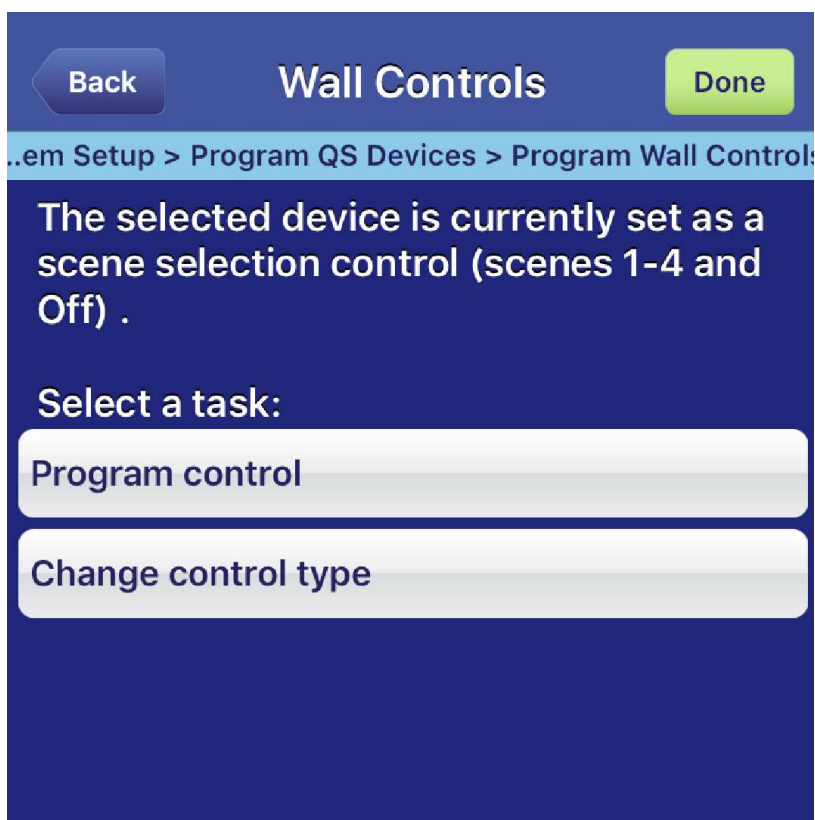 Back
Wall Controls
Done
..em Setup > Program QS Devices > Program Wall Controls
The selected device is currently set as a
scene selection control (scenes 1-4 and
Off) .
Select a task:
Program control
Change control type